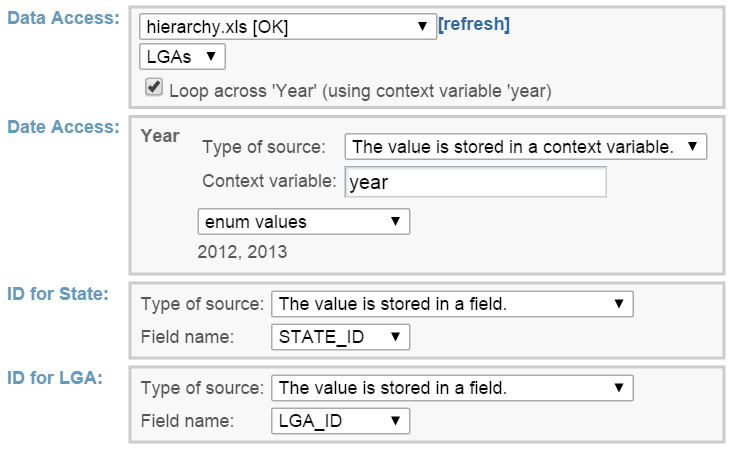 Data Access: hierarchy.xls [OK] [refresh]
LGAs
Loop across 'Year' (using context variable 'year)
Date Access: Year Type of source: The value is stored in a context variable.
Context variable: year
enum values
2012, 2013
ID for State: Type of source: The value is stored in a field.
Field name: STATE_ID
ID for LGA: Type of source: The value is stored in a field.
Field name: LGA_ID